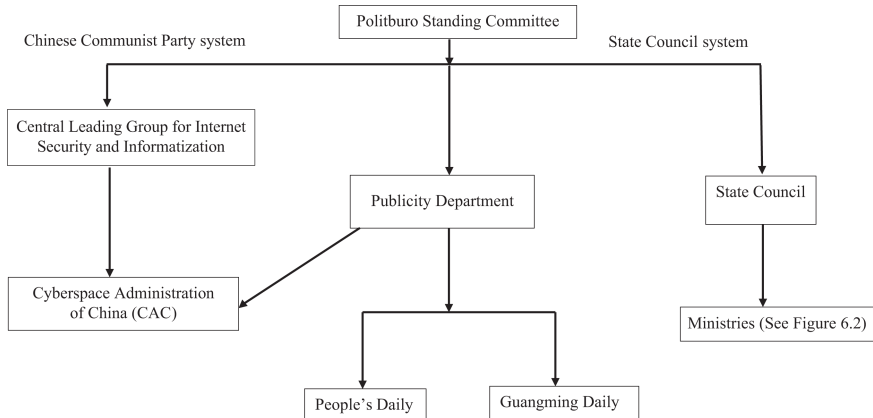 Politburo Standing Committee
Chinese Communist Party system
State Council system
Central Leading Group for Internet
Security and Informatization
Publicity Department
State Council
Cyberspace Administration
of China (CAC)
Ministries (See Figure 6.2)
People’s Daily
Guangming Daily